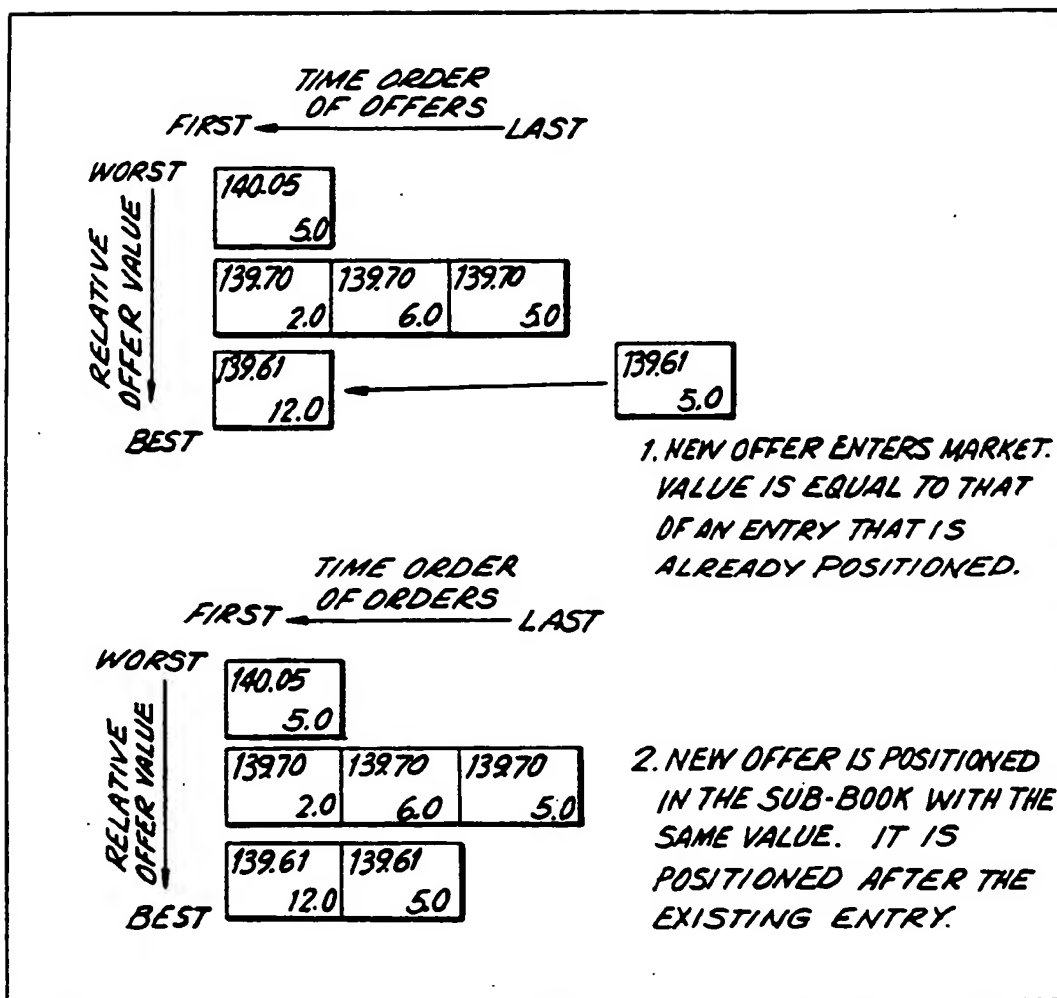 TIME ORDER
OF OFFERS
FIRST LAST
WORST
RELATIVE
OFFER VALUE
BEST
140.05
5.0
139.70 139.70 139.70
2.0 6.0 5.0
139.61 139.61
12.0 5.0
1. NEW OFFER ENTERS MARKET.
VALUE IS EQUAL TO THAT
OF AN ENTRY THAT IS
ALREADY POSITIONED.
TIME ORDER
OF ORDERS
FIRST LAST
WORST
RELATIVE
OFFER VALUE
BEST
140.05
5.0
139.70 139.70 139.70
2.0 6.0 5.0
139.61 139.61
12.0 5.0
2. NEW OFFER IS POSITIONED
IN THE SUB-BOOK WITH THE
SAME VALUE. IT IS
POSITIONED AFTER THE
EXISTING ENTRY.